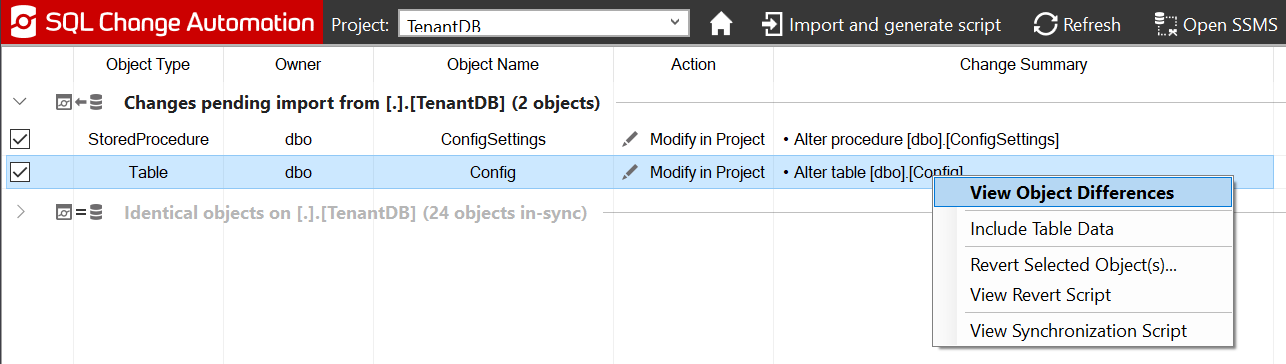 SQL Change Automation Project: TenantDB Import and generate script Refresh Open SSMS
Object Type Owner Object Name Action Change Summary
Changes pending import from [.].[TenantDB] (2 objects)
StoredProcedure dbo ConfigSettings Modify in Project • Alter procedure [dbo].[ConfigSettings]
Table dbo Config Modify in Project • Alter table [dbo].[Config]
View Object Differences
Identical objects on [.].[TenantDB] (24 objects in-sync)
Include Table Data
Revert Selected Object(s)...
View Revert Script
View Synchronization Script